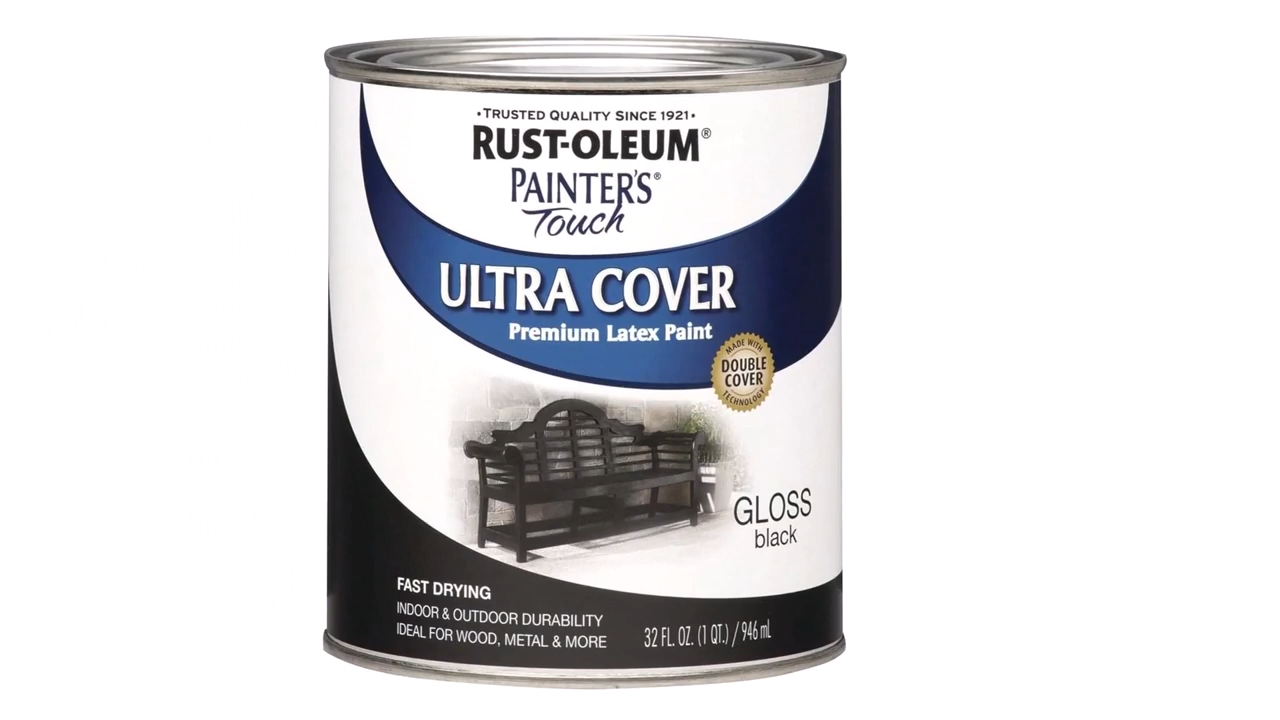 •TRUSTED QUALITY SINCE 1921•
RUST-OLEUM®
PAINTER'S®
Touch
ULTRA COVER
Premium Latex Paint
MADE WITH
DOUBLE
COVER
TECHNOLOGY
GLOSS
black
FAST DRYING
INDOOR & OUTDOOR DURABILITY
IDEAL FOR WOOD, METAL & MORE
32 FL. OZ. (1 QT.) / 946 mL